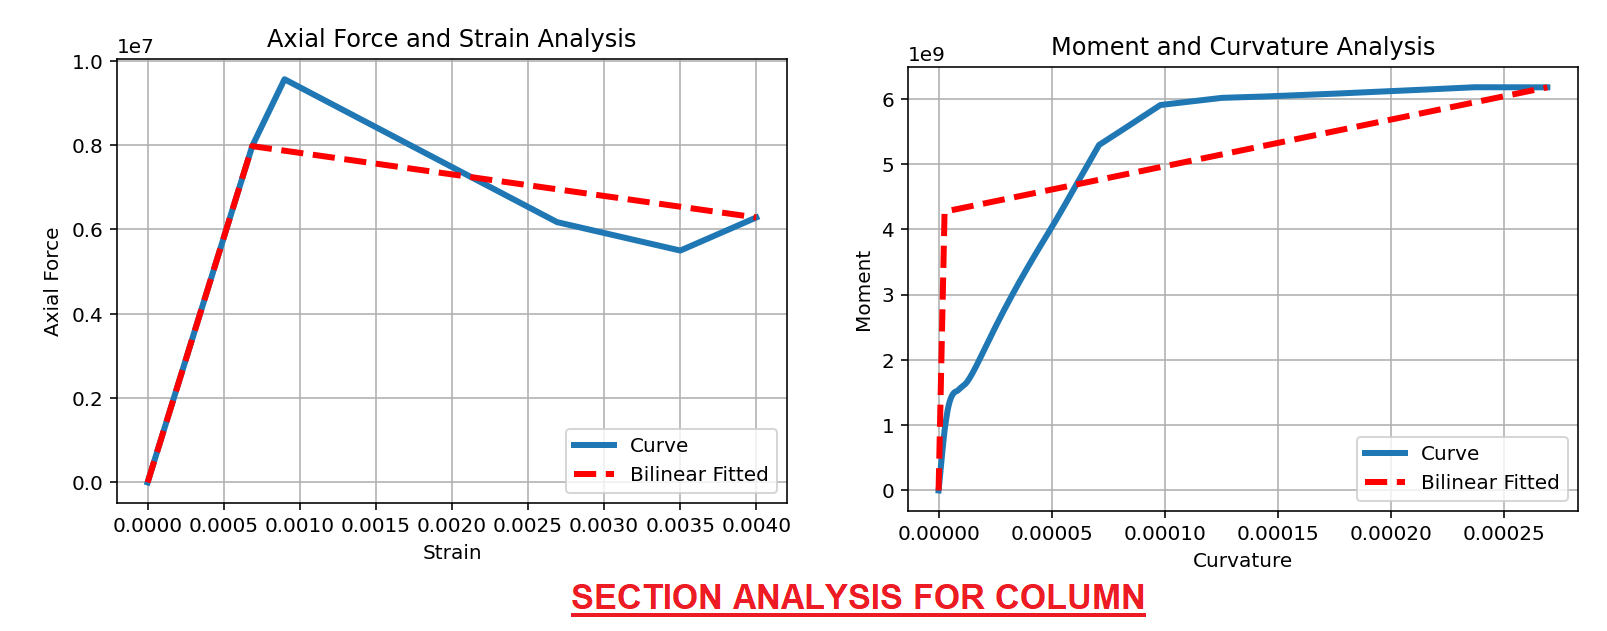 Axial Force and Strain Analysis
1e7
1.0
0.8
0.6
0.4
0.2
0.0
Axial Force
0.0000 0.0005 0.0010 0.0015 0.0020 0.0025 0.0030 0.0035 0.0040
Strain
Curve
Bilinear Fitted
Moment and Curvature Analysis
1e9
6
5
4
3
2
1
0
Moment
0.00000 0.00005 0.00010 0.00015 0.00020 0.00025
Curvature
Curve
Bilinear Fitted
SECTION ANALYSIS FOR COLUMN